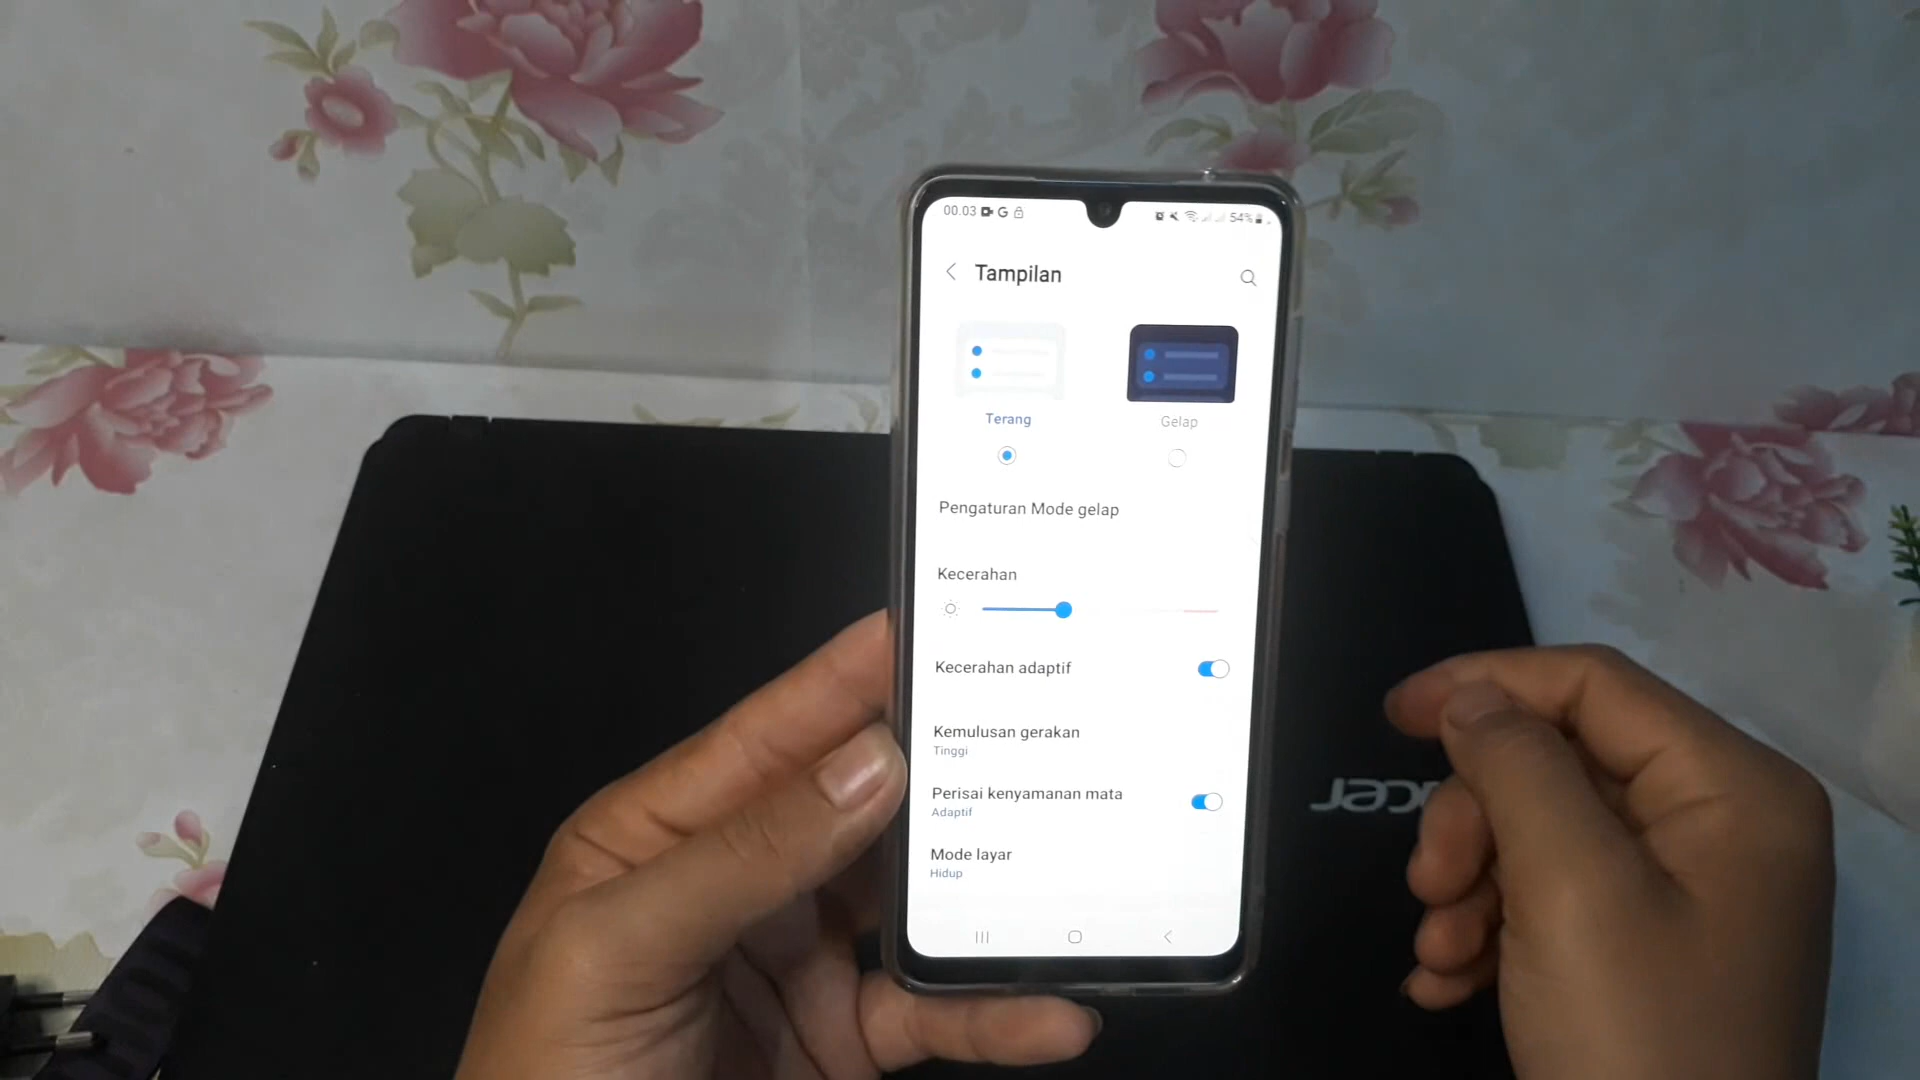 00.03 G 54%
Tampilan
Terang
Gelap
Pengaturan Mode gelap
Kecerahan
Kecerahan adaptif
Kemulusan gerakan
Tinggi
Perisai kenyamanan mata
Adaptif
Mode layar
Hidup
acer